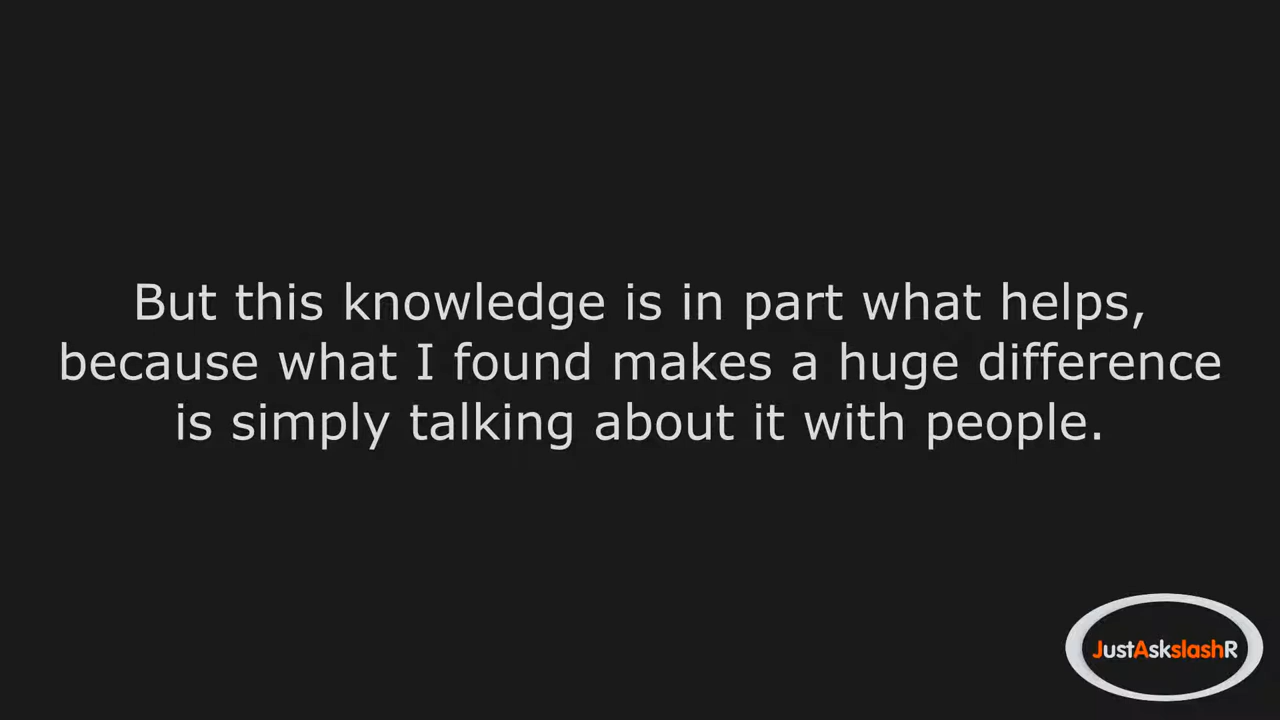 But this knowledge is in part what helps,
because what I found makes a huge difference
is simply talking about it with people.
JustAskslashR